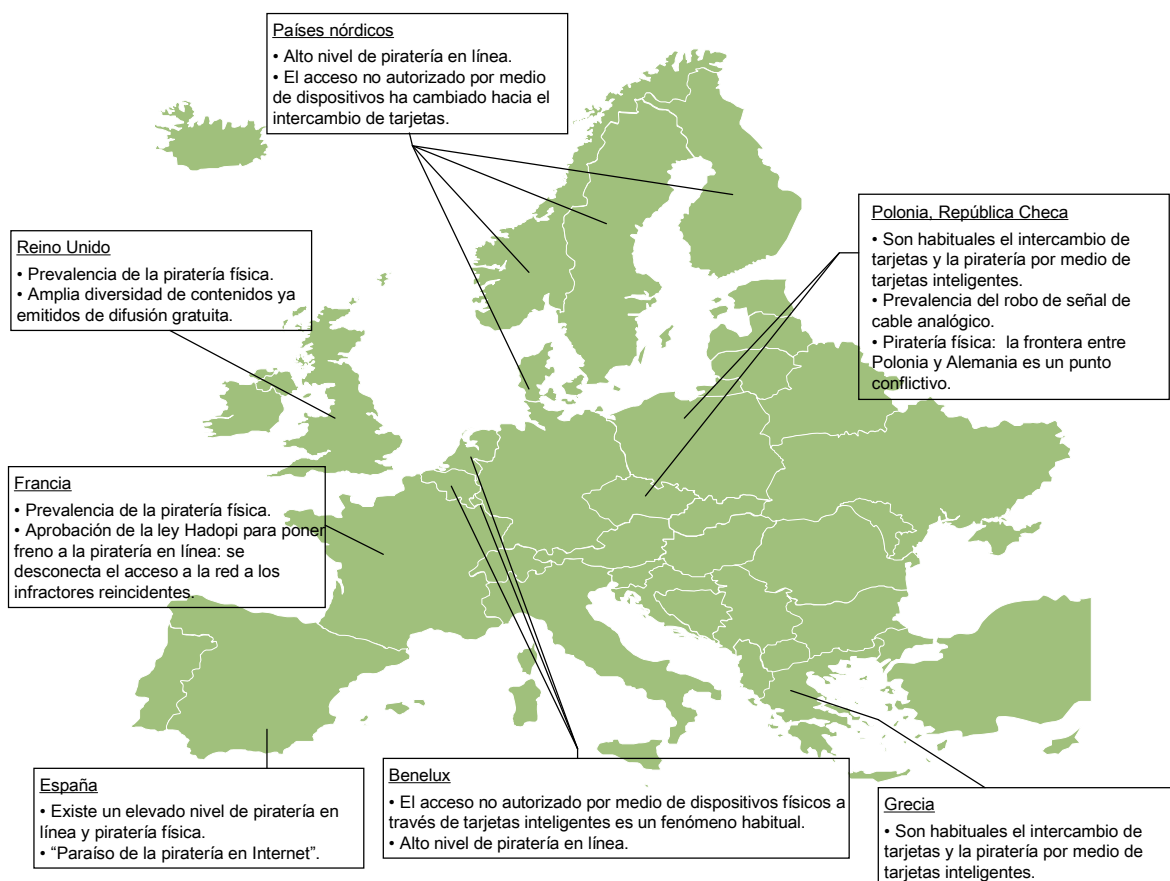 Países nórdicos
• Alto nivel de piratería en línea.
• El acceso no autorizado por medio
de dispositivos ha cambiado hacia el
intercambio de tarjetas.
Polonia, República Checa
• Son habituales el intercambio de
tarjetas y la piratería por medio de
tarjetas inteligentes.
• Prevalencia del robo de señal de
cable analógico.
• Piratería física: la frontera entre
Polonia y Alemania es un punto
conflictivo.
Reino Unido
• Prevalencia de la piratería física.
• Amplia diversidad de contenidos ya
emitidos de difusión gratuita.
Francia
• Prevalencia de la piratería física.
• Aprobación de la ley Hadopi para poner
freno a la piratería en línea: se
desconecta el acceso a la red a los
infractores reincidentes.
España
• Existe un elevado nivel de piratería en
línea y piratería física.
• “Paraíso de la piratería en Internet”.
Benelux
• El acceso no autorizado por medio de dispositivos físicos a
través de tarjetas inteligentes es un fenómeno habitual.
• Alto nivel de piratería en línea.
Grecia
• Son habituales el intercambio de
tarjetas y la piratería por medio de
tarjetas inteligentes.